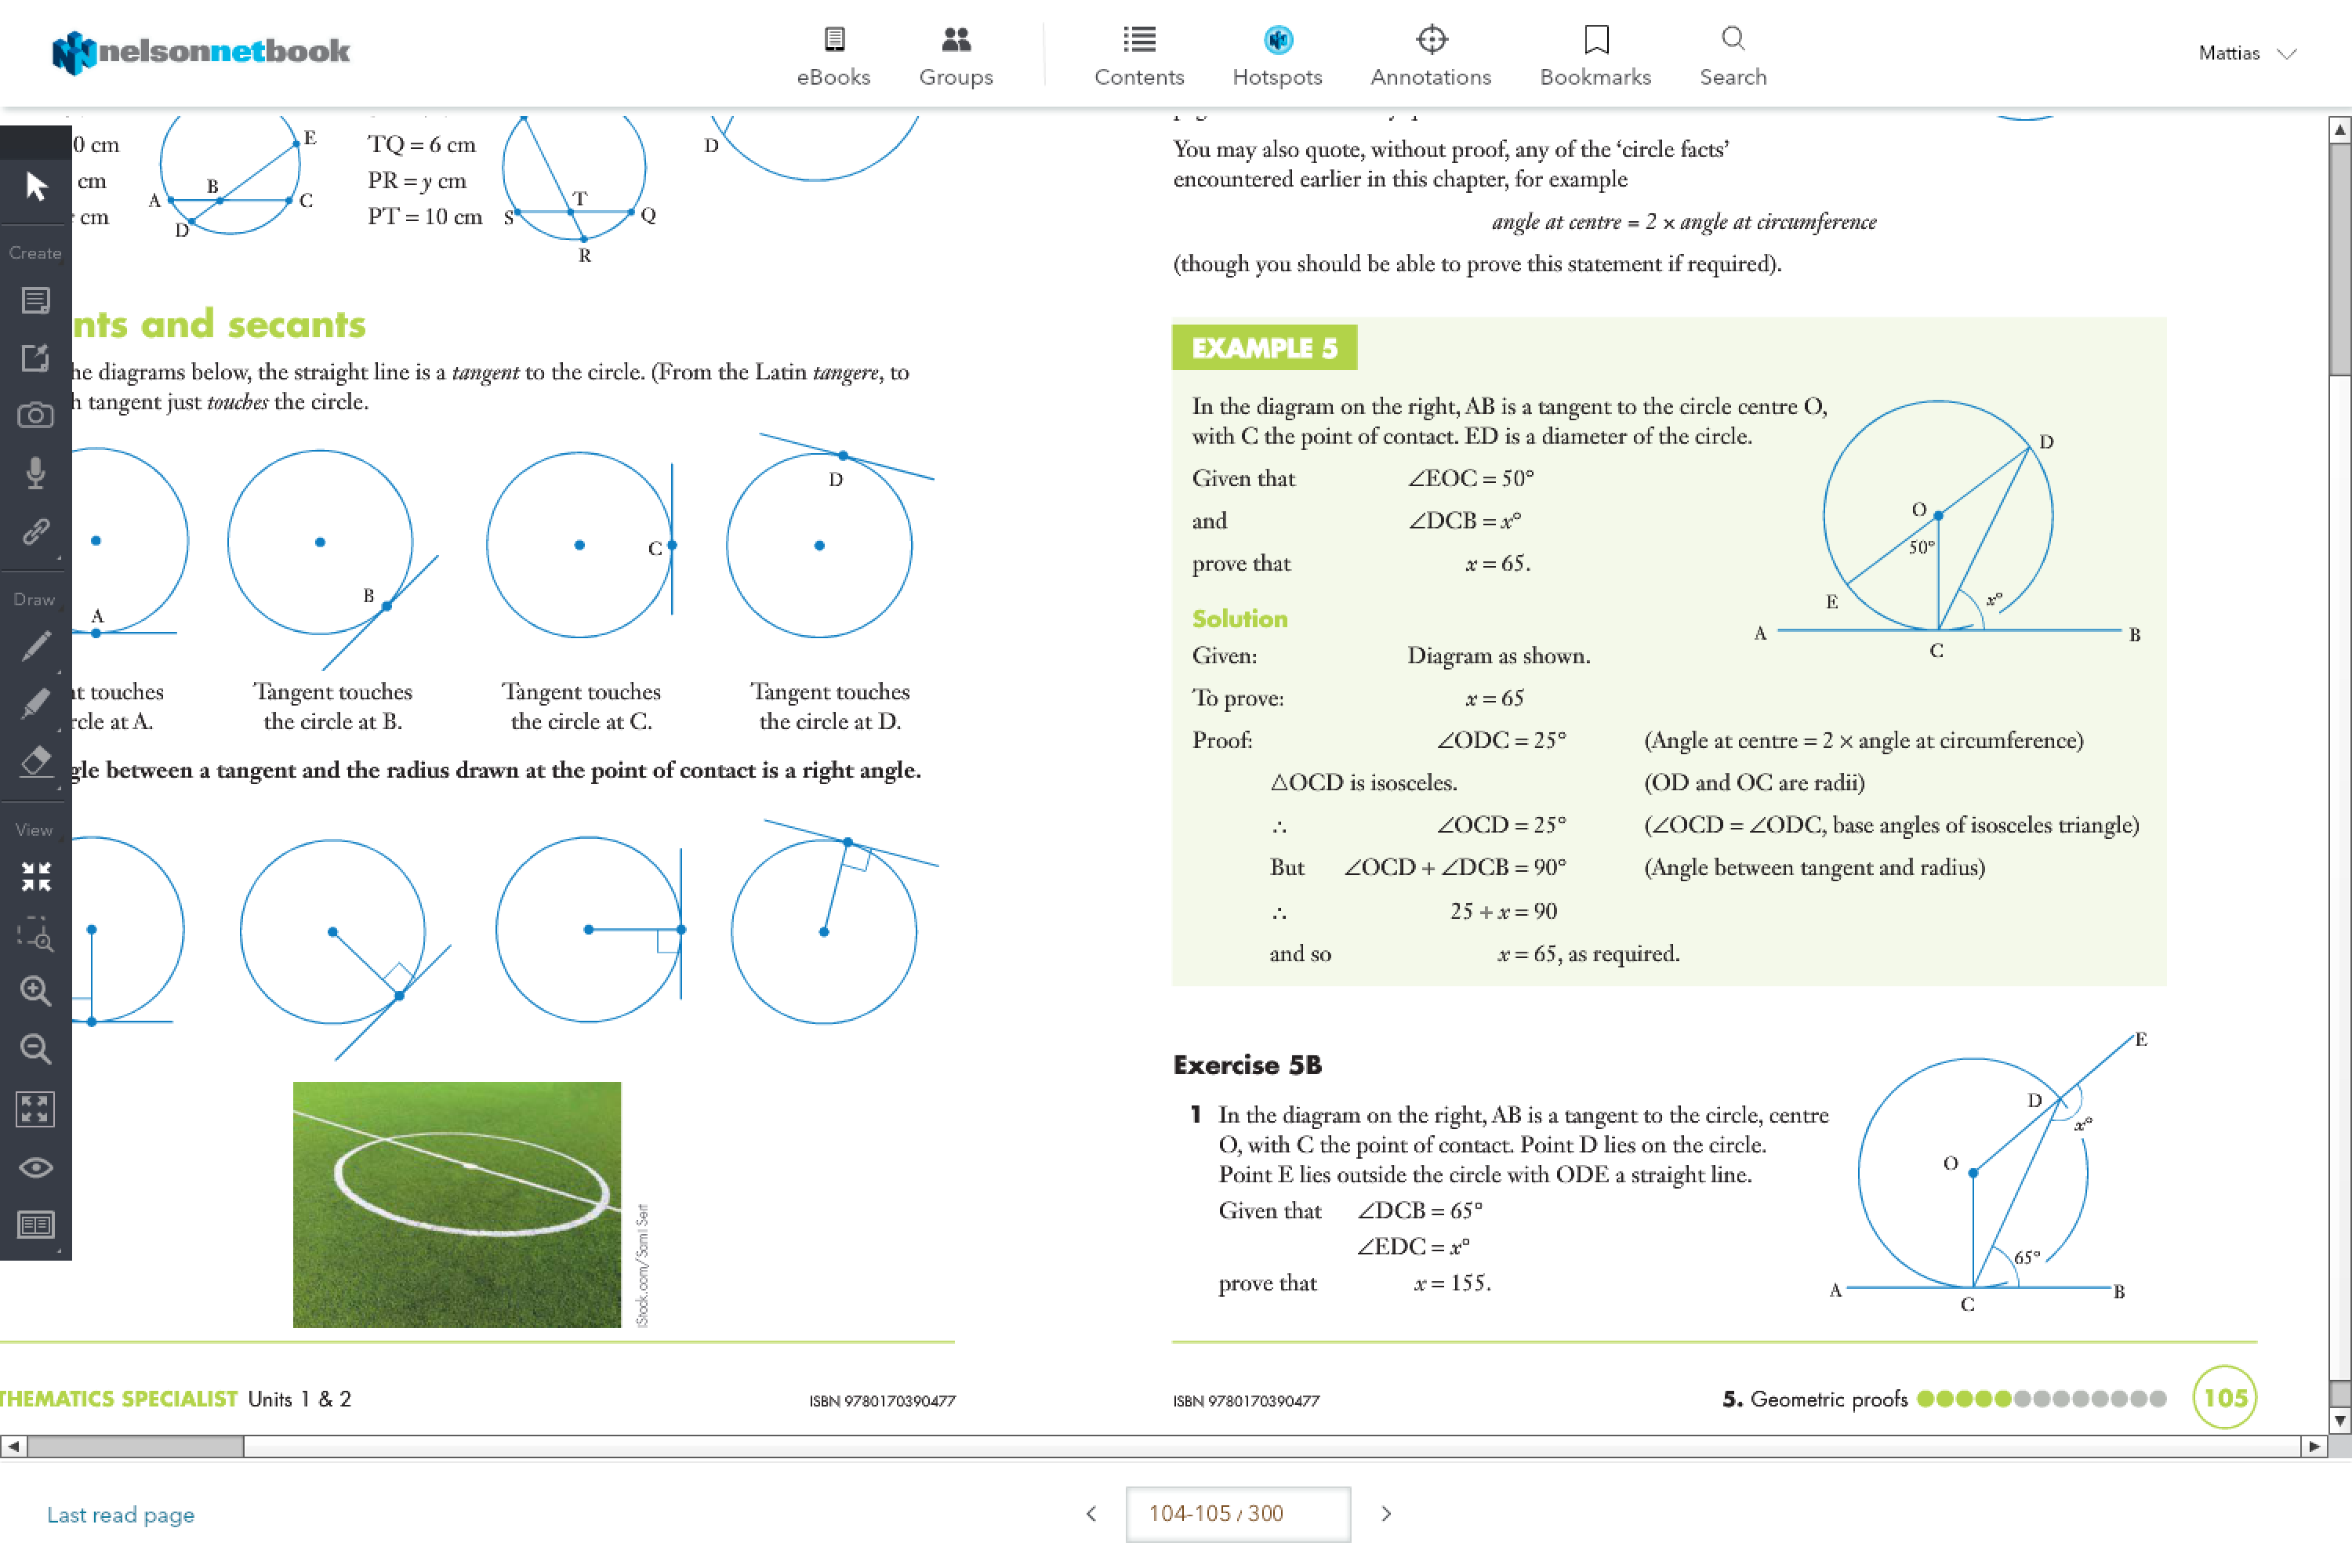 nelsonnetbook
eBooks
Groups
Contents
Hotspots
Annotations
Bookmarks
Search
Mattias
Create
Draw
View
0 cm
cm
cm
A
B
C
D
E
TQ = 6 cm
PR = y cm
PT = 10 cm
S
T
Q
R
D
nts and secants
he diagrams below, the straight line is a tangent to the circle. (From the Latin tangere, to
h tangent just touches the circle.
A
B
C
D
nt touches
rcle at A.
Tangent touches
the circle at B.
Tangent touches
the circle at C.
Tangent touches
the circle at D.
gle between a tangent and the radius drawn at the point of contact is a right angle.
iStock.com/Sami Sert
THEMATICS SPECIALIST Units 1 & 2
ISBN 9780170390477
You may also quote, without proof, any of the ‘circle facts’
encountered earlier in this chapter, for example
angle at centre = 2 × angle at circumference
(though you should be able to prove this statement if required).
EXAMPLE 5
In the diagram on the right, AB is a tangent to the circle centre O,
with C the point of contact. ED is a diameter of the circle.
Given that ∠EOC = 50°
and ∠DCB = x°
prove that x = 65.
D
O
50°
E
x°
A
B
C
Solution
Given: Diagram as shown.
To prove: x = 65
Proof: ∠ODC = 25° (Angle at centre = 2 × angle at circumference)
△OCD is isosceles. (OD and OC are radii)
∴ ∠OCD = 25° (∠OCD = ∠ODC, base angles of isosceles triangle)
But ∠OCD + ∠DCB = 90° (Angle between tangent and radius)
∴ 25 + x = 90
and so x = 65, as required.
Exercise 5B
1 In the diagram on the right, AB is a tangent to the circle, centre
O, with C the point of contact. Point D lies on the circle.
Point E lies outside the circle with ODE a straight line.
Given that ∠DCB = 65°
∠EDC = x°
prove that x = 155.
E
D
x°
O
65°
A
B
C
ISBN 9780170390477
5. Geometric proofs
105
Last read page
104-105 / 300